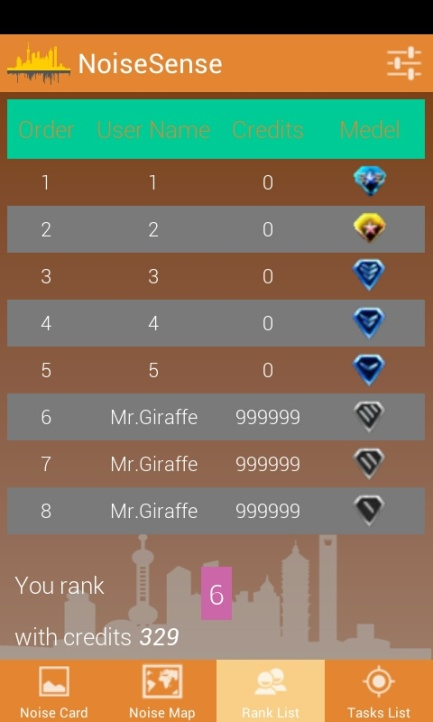 NoiseSense
Order User Name Credits Medel
1 1 0
2 2 0
3 3 0
4 4 0
5 5 0
6 Mr.Giraffe 999999
7 Mr.Giraffe 999999
8 Mr.Giraffe 999999
You rank 6
with credits 329
Noise Card Noise Map Rank List Tasks List